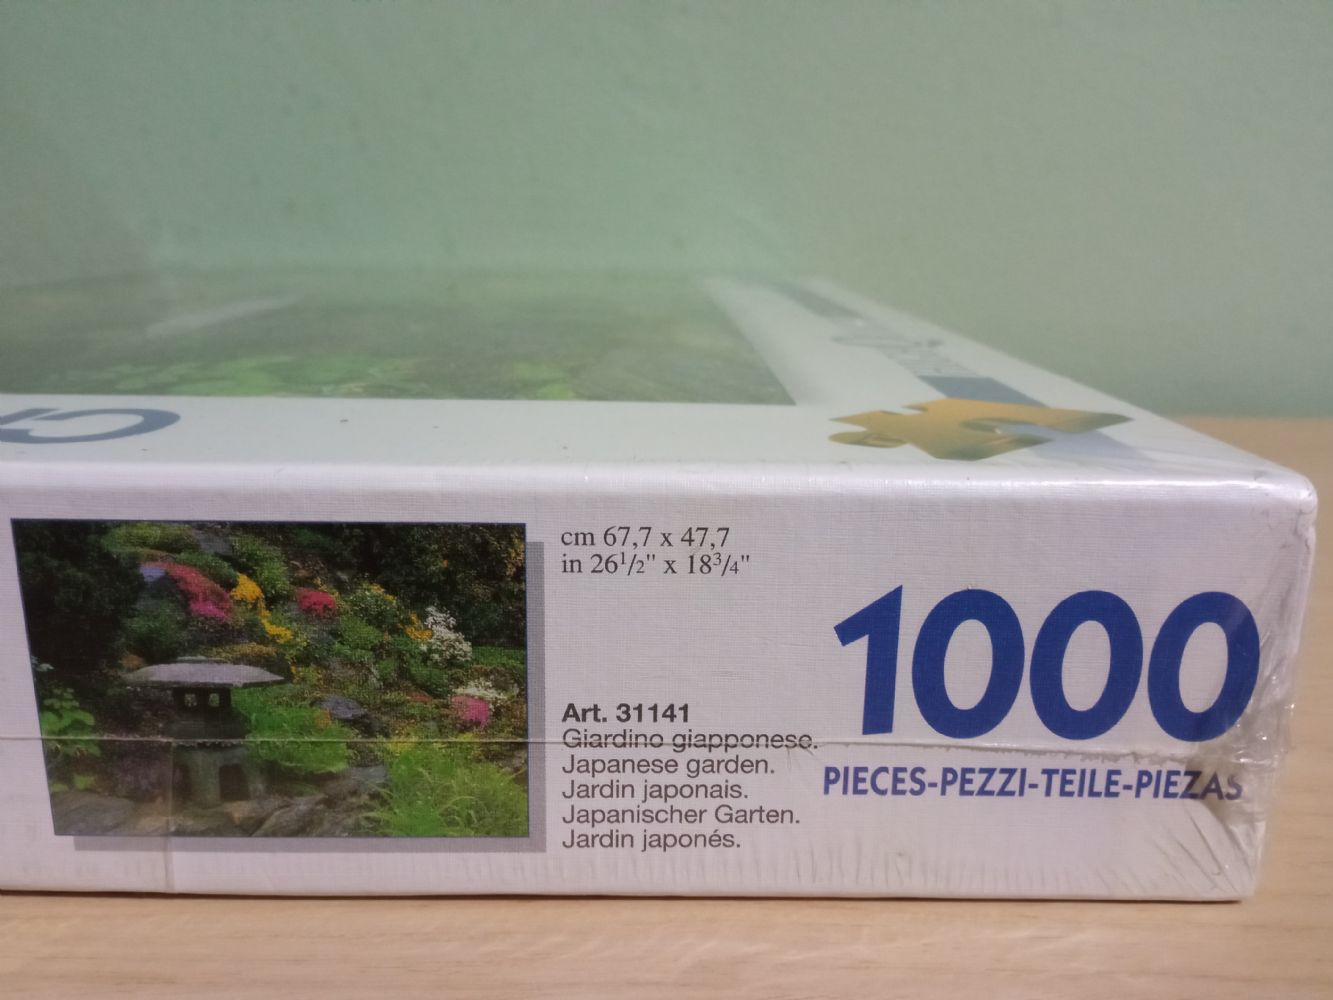 cm 67,7 x 47,7
in 26 1/2" x 18 3/4"
1000
Art. 31141
Giardino giapponese.
Japanese garden.
Jardin japonais.
Japanischer Garten.
Jardin japonés.
PIECES-PEZZI-TEILE-PIEZAS